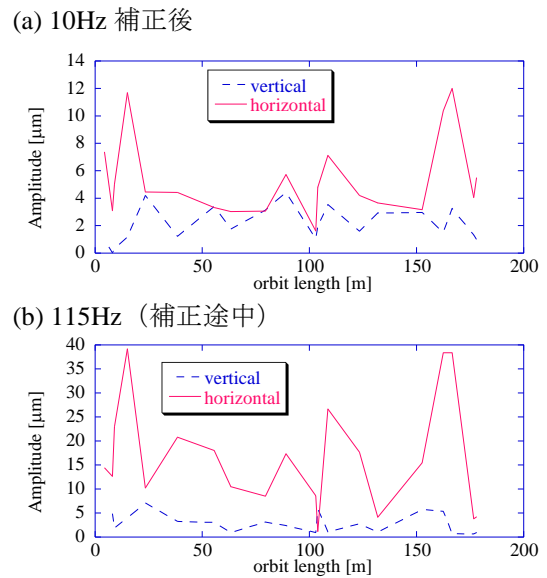 (a) 10Hz 補正後
14
12
10
8
6
4
2
0
Amplitude [μm]
vertical
horizontal
0
50
100
150
200
orbit length [m]
(b) 115Hz（補正途中）
40
35
30
25
20
15
10
5
0
Amplitude [μm]
vertical
horizontal
0
50
100
150
200
orbit length [m]